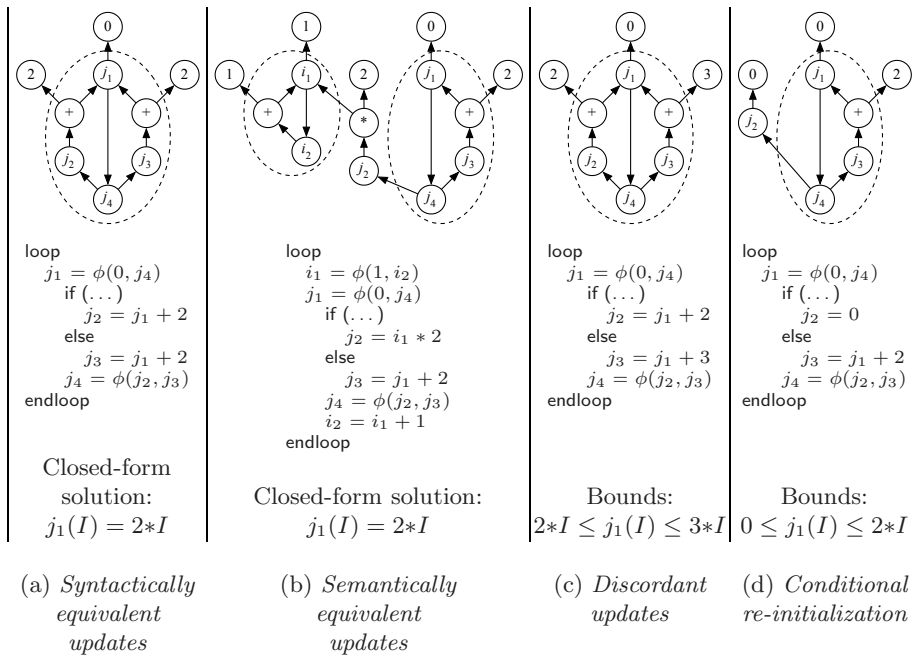 0
2
j₁
2
+
+
j₂
j₃
j₄
loop
j₁ = ϕ(0, j₄)
if (...)
j₂ = j₁ + 2
else
j₃ = j₁ + 2
j₄ = ϕ(j₂, j₃)
endloop
Closed-form
solution:
j₁(I) = 2∗I
(a) Syntactically
equivalent
updates
1
0
1
i₁
2
j₁
2
+
*
+
i₂
j₂
j₃
j₄
loop
i₁ = ϕ(1, i₂)
j₁ = ϕ(0, j₄)
if (...)
j₂ = i₁ ∗ 2
else
j₃ = j₁ + 2
j₄ = ϕ(j₂, j₃)
i₂ = i₁ + 1
endloop
Closed-form solution:
j₁(I) = 2∗I
(b) Semantically
equivalent
updates
0
2
j₁
3
+
+
j₂
j₃
j₄
loop
j₁ = ϕ(0, j₄)
if (...)
j₂ = j₁ + 2
else
j₃ = j₁ + 3
j₄ = ϕ(j₂, j₃)
endloop
Bounds:
2∗I ≤ j₁(I) ≤ 3∗I
(c) Discordant
updates
0
0
j₁
2
j₂
+
j₃
j₄
loop
j₁ = ϕ(0, j₄)
if (...)
j₂ = 0
else
j₃ = j₁ + 2
j₄ = ϕ(j₂, j₃)
endloop
Bounds:
0 ≤ j₁(I) ≤ 2∗I
(d) Conditional
re-initialization